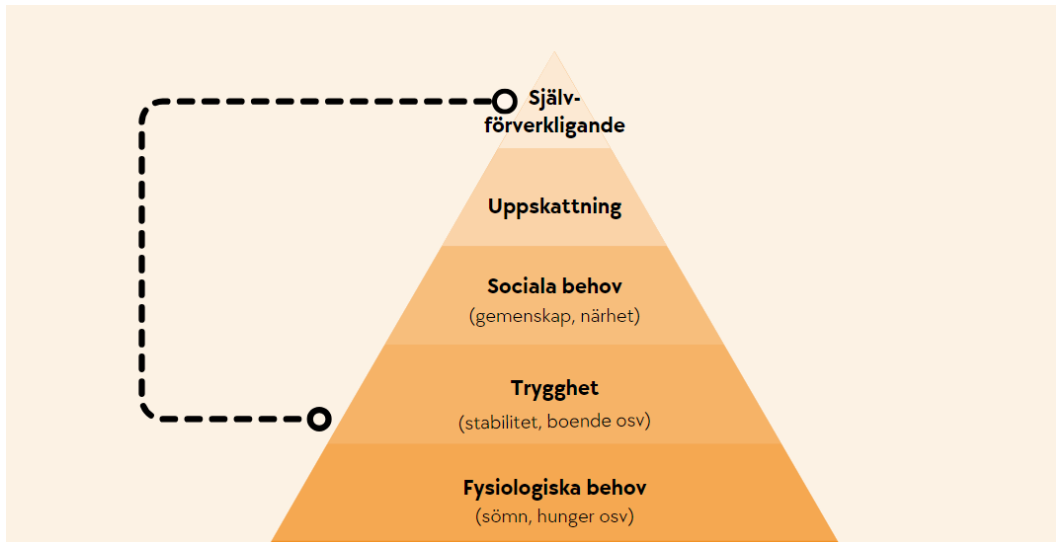 Själv-
förverkligande
Uppskattning
Sociala behov
(gemenskap, närhet)
Trygghet
(stabilitet, boende osv)
Fysiologiska behov
(sömn, hunger osv)